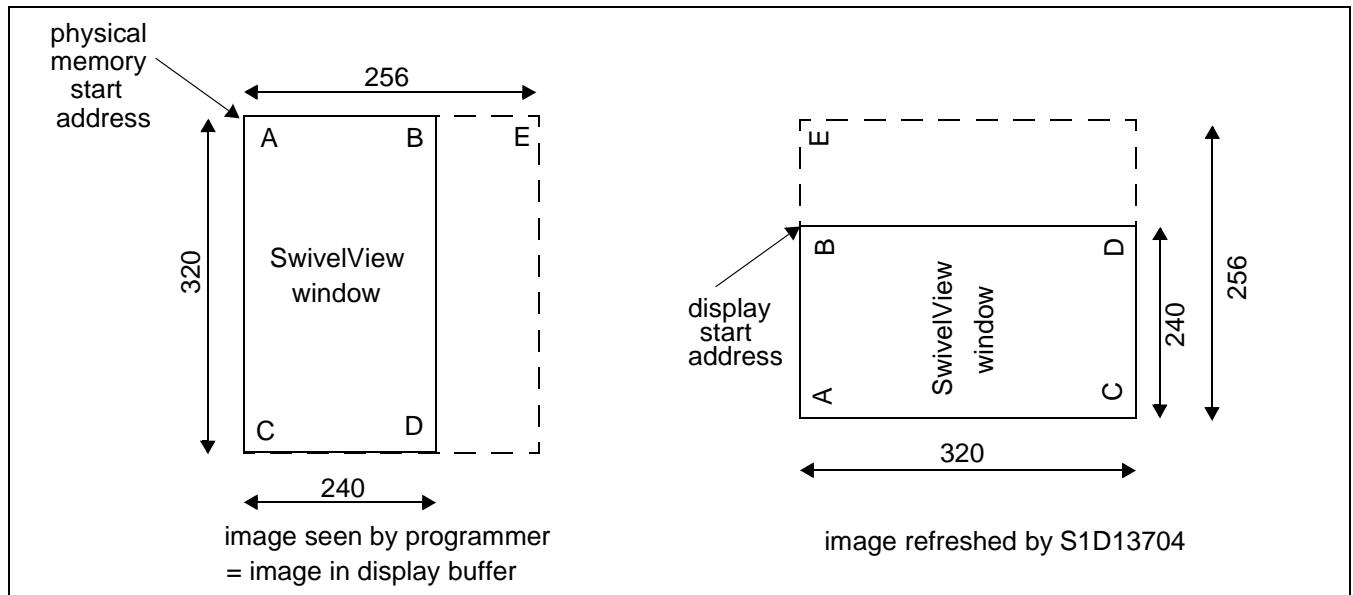 physical
memory
start
address
256
A
B
E
320
SwivelView
window
C
D
240
image seen by programmer
= image in display buffer
E
B
D
display
start
address
SwivelView
window
A
C
240
256
320
image refreshed by S1D13704